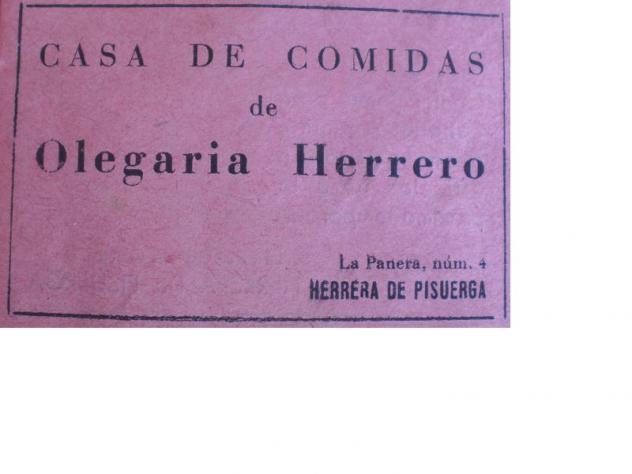 CASA DE COMIDAS
de
Olegaria Herrero
La Panera, núm. 4
HERRERA DE PISUERGA